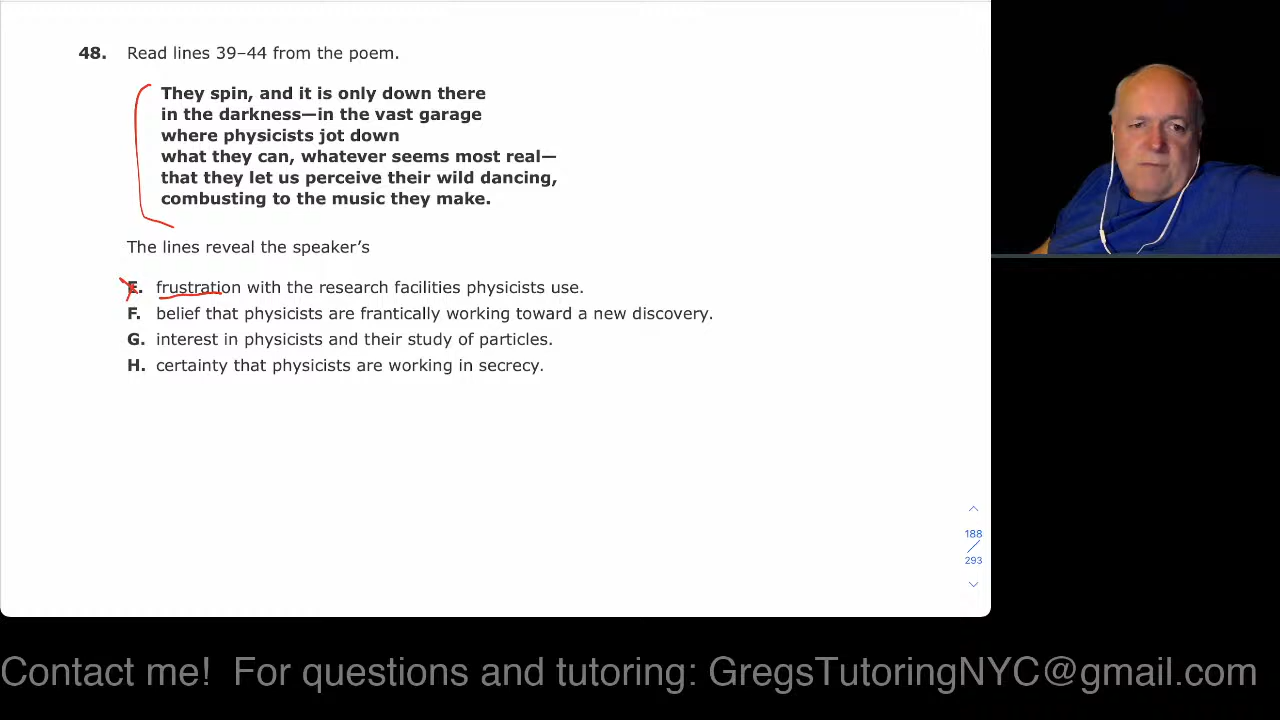 48. Read lines 39–44 from the poem.
They spin, and it is only down there
in the darkness—in the vast garage
where physicists jot down
what they can, whatever seems most real—
that they let us perceive their wild dancing,
combusting to the music they make.
The lines reveal the speaker’s
E. frustration with the research facilities physicists use.
F. belief that physicists are frantically working toward a new discovery.
G. interest in physicists and their study of particles.
H. certainty that physicists are working in secrecy.
188
293
Contact me! For questions and tutoring: GregsTutoringNYC@gmail.com